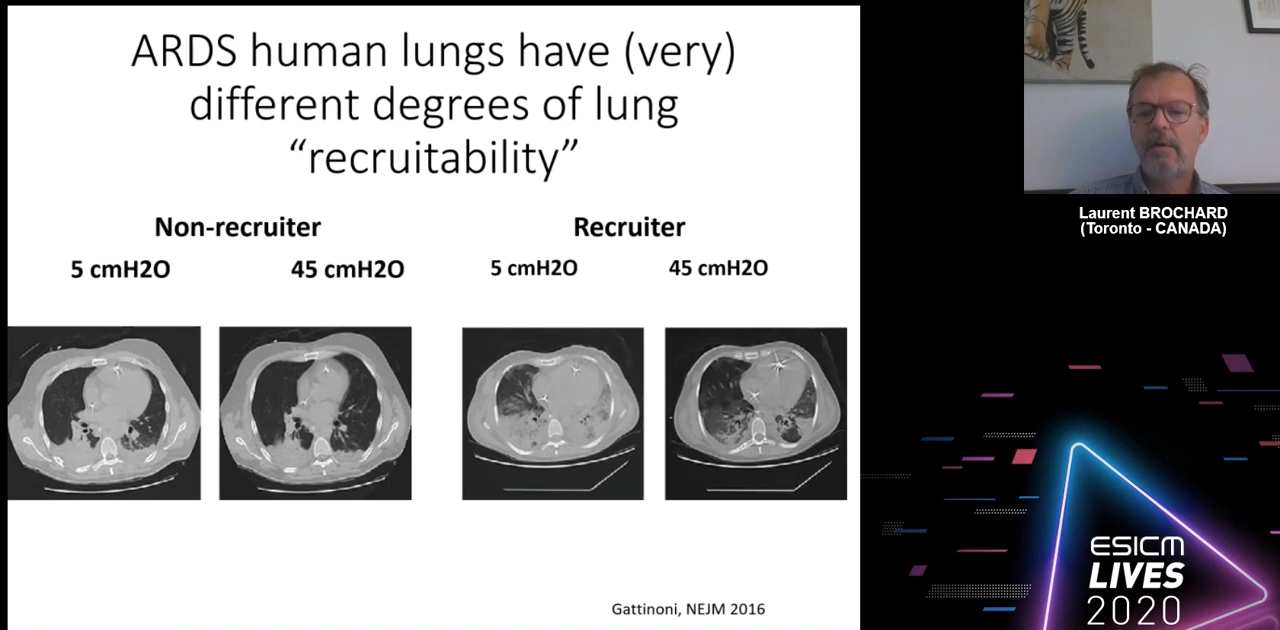 ARDS human lungs have (very)
different degrees of lung
“recruitability”
Non-recruiter
Recruiter
5 cmH2O
45 cmH2O
5 cmH2O
45 cmH2O
Gattinoni, NEJM 2016
Laurent BROCHARD
(Toronto - CANADA)
ESICM
LIVES
2020